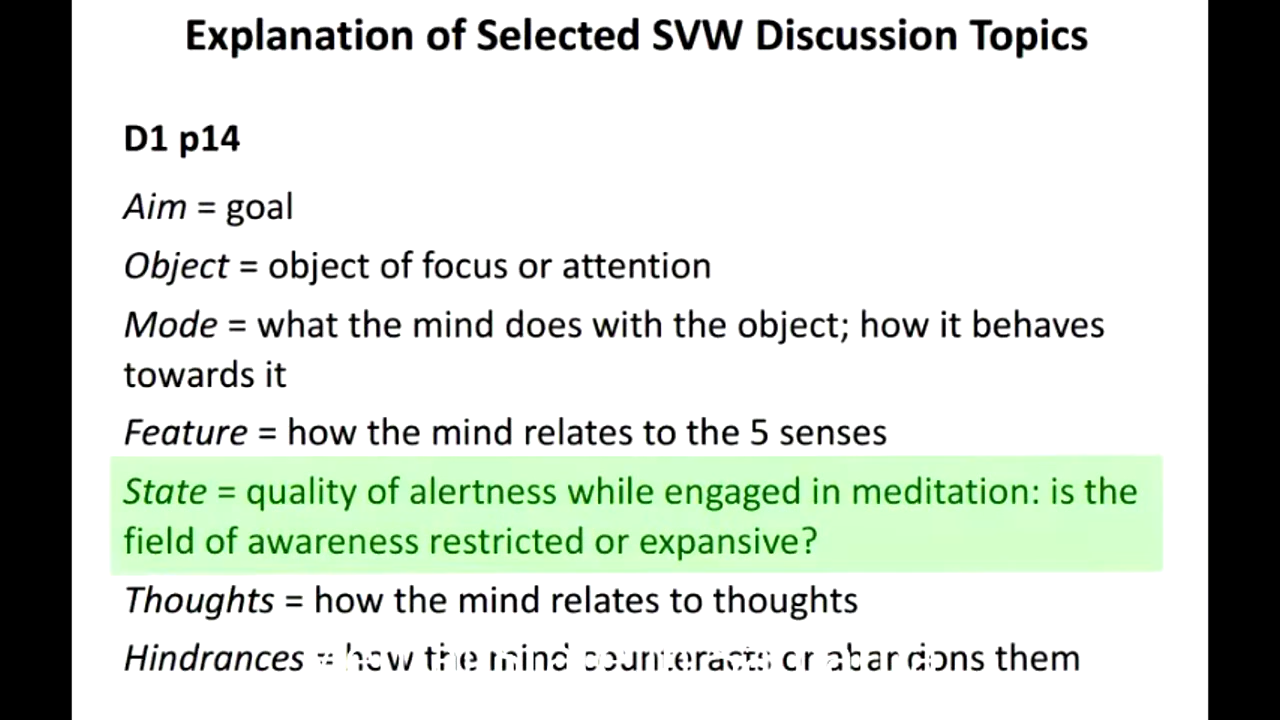 Explanation of Selected SVW Discussion Topics
D1 p14
Aim = goal
Object = object of focus or attention
Mode = what the mind does with the object; how it behaves
towards it
Feature = how the mind relates to the 5 senses
State = quality of alertness while engaged in meditation: is the
field of awareness restricted or expansive?
Thoughts = how the mind relates to thoughts
Hindrances = how the mind counteracts or abandons them